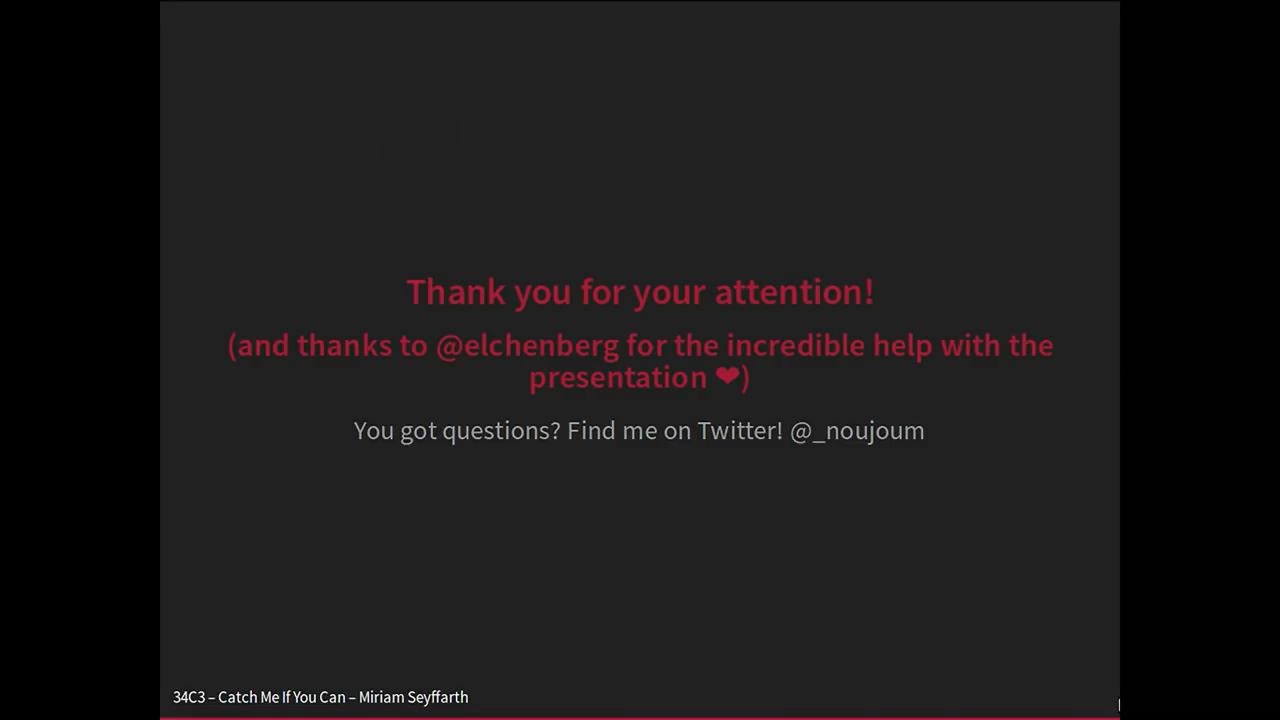 Thank you for your attention!
(and thanks to @elchenberg for the incredible help with the
presentation ❤)
You got questions? Find me on Twitter! @_noujoum
34C3 – Catch Me If You Can – Miriam Seyffarth